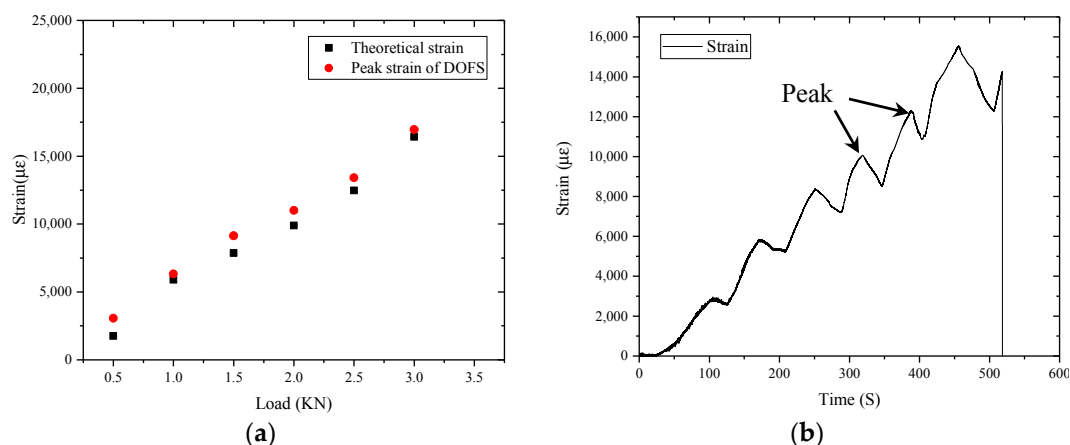 25,000
20,000
15,000
10,000
5,000
0
Strain(με)
Theoretical strain
Peak strain of DOFS
0.5 1.0 1.5 2.0 2.5 3.0 3.5
Load (KN)
(a)
16,000
14,000
12,000
10,000
8,000
6,000
4,000
2,000
0
Strain (με)
Strain
Peak
0 100 200 300 400 500 600
Time (S)
(b)